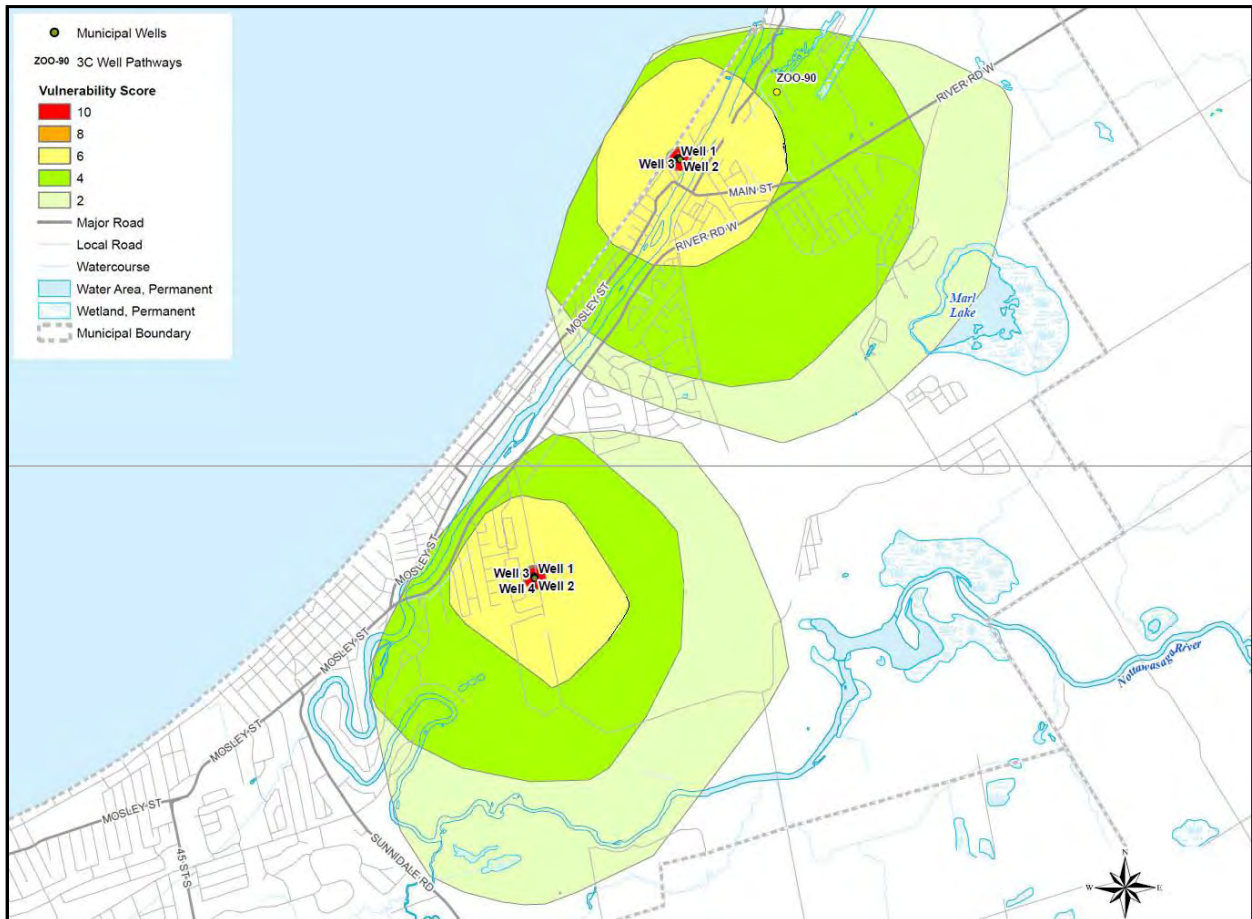 Municipal Wells
ZOO-90 3C Well Pathways
Vulnerability Score
10
8
6
4
2
Major Road
Local Road
Watercourse
Water Area, Permanent
Wetland, Permanent
Municipal Boundary
ZOO-90
RIVER RD W
Well 1
Well 3 Well 2
MAIN ST
RIVER RD W
MOSLEY ST
Marl
Lake
MOSLEY ST
Well 3 Well 1
Well 4 Well 2
MOSLEY ST
Nottawasaga River
MOSLEY ST
MOSLEY ST
45 ST S
SUNNIDALE RD
N
W E
S